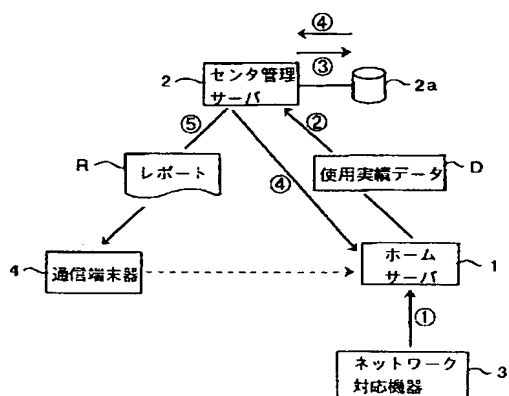 ④
③
2
センタ管理
サーバ
2a
⑤
②
R
レポート
④
使用実績データ
D
4
通信端末器
ホーム
サーバ
1
①
ネットワーク
対応機器
3